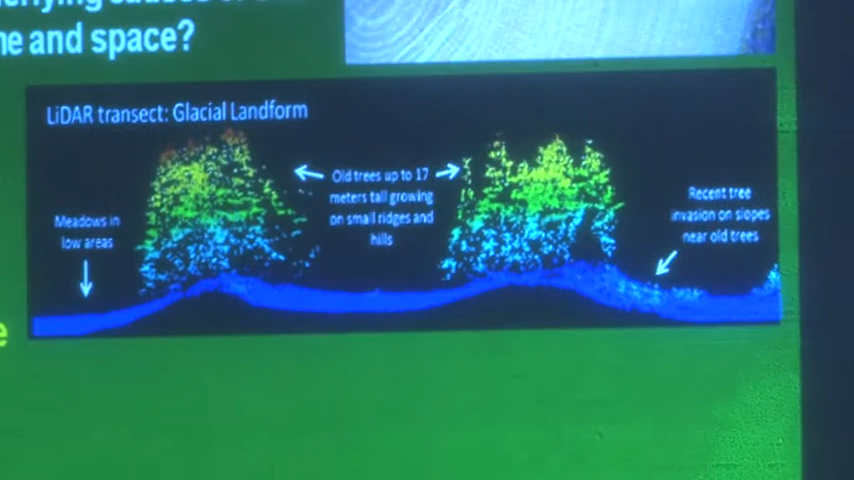 causes
me and space?
LiDAR transect: Glacial Landform
Old trees up to 17
meters tall growing
on small ridges and
hills
Meadows in
low areas
Recent tree
invasion on slopes
near old trees
e